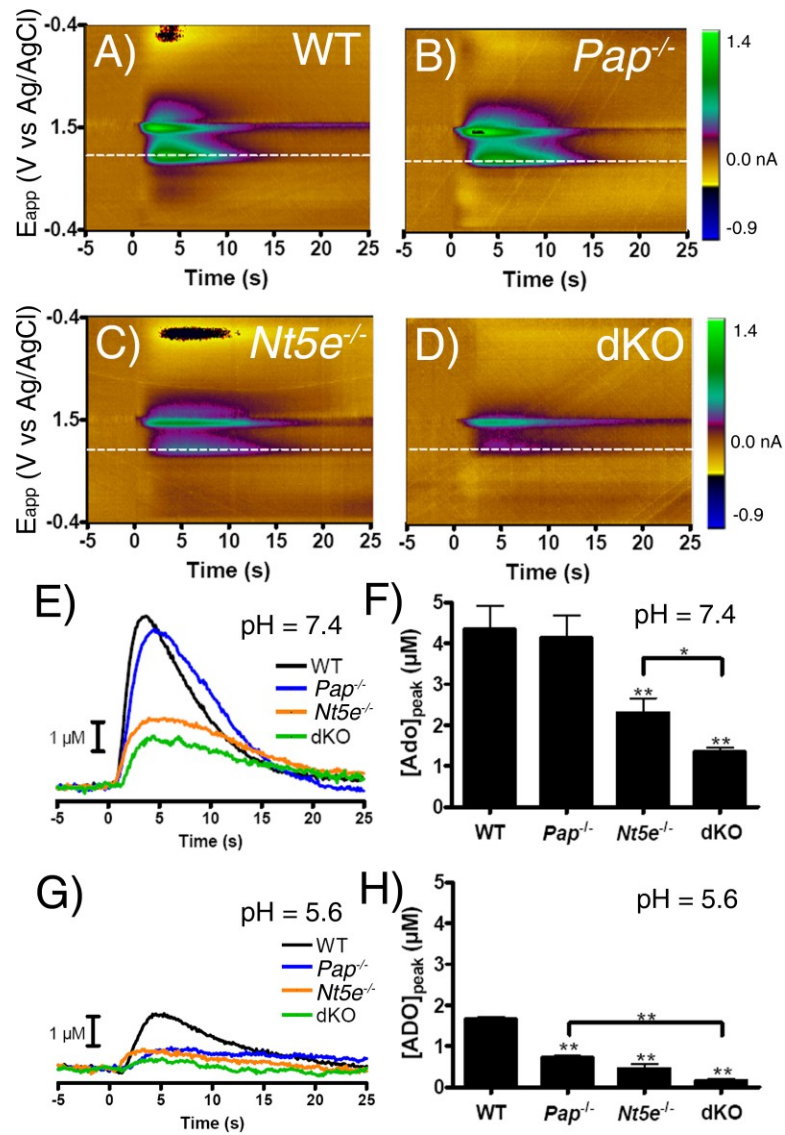 A) WT
B) Pap-/-
-0.4
1.5
-0.4
Eapp (V vs Ag/AgCl)
-5 0 5 10 15 20 25
Time (s)
-5 0 5 10 15 20 25
Time (s)
1.4
0.0 nA
-0.9
C) Nt5e-/-
D) dKO
-0.4
1.5
-0.4
Eapp (V vs Ag/AgCl)
-5 0 5 10 15 20 25
Time (s)
-5 0 5 10 15 20 25
Time (s)
1.4
0.0 nA
-0.9
E)
pH = 7.4
WT
Pap-/-
Nt5e-/-
dKO
1 µM
-5 0 5 10 15 20 25
Time (s)
F)
pH = 7.4
[Ado]peak (µM)
5
4
3
2
1
0
*
**
**
WT Pap-/- Nt5e-/- dKO
G)
pH = 5.6
WT
Pap-/-
Nt5e-/-
dKO
1 µM
-5 0 5 10 15 20 25
Time (s)
H)
pH = 5.6
[ADO]peak (µM)
5
4
3
2
1
0
**
**
**
**
WT Pap-/- Nt5e-/- dKO